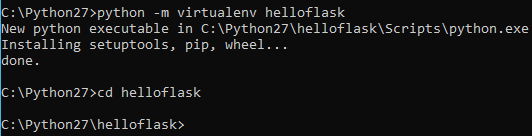 C:\Python27>python -m virtualenv helloflask
New python executable in C:\Python27\helloflask\Scripts\python.exe
Installing setuptools, pip, wheel...
done.
C:\Python27>cd helloflask
C:\Python27\helloflask>